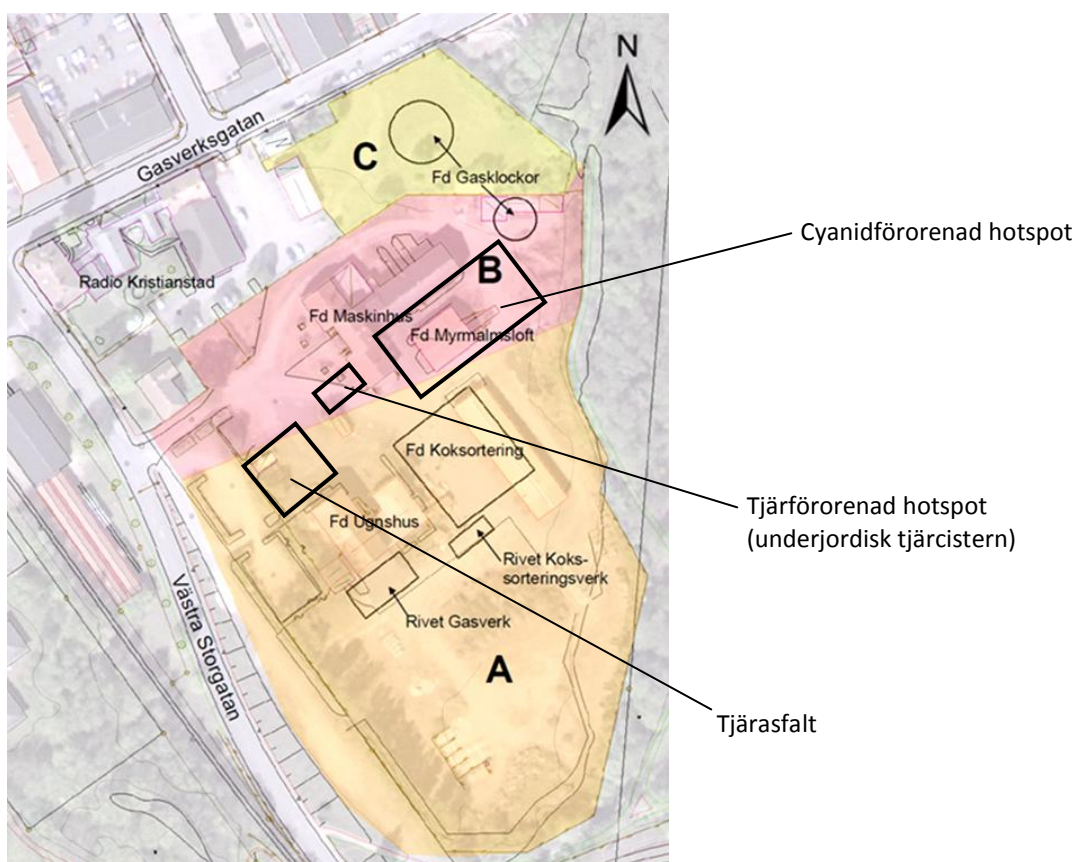 N
Gasverksgatan
C
Fd Gasklockor
Cyanidförorenad hotspot
B
Radio Kristianstad
Fd Maskinhus
Fd Myrmalmsloft
Fd Koksortering
Tjärförorenad hotspot
(underjordisk tjärcistern)
Fd Ugnshus
Rivet Koks-
sorteringsverk
Rivet Gasverk
Västra Storgatan
A
Tjärasfalt